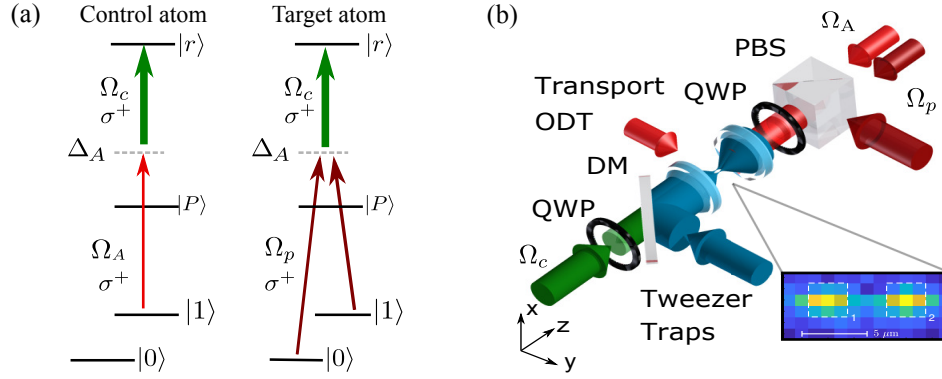 (a)
Control atom
Target atom
|r⟩
|r⟩
Ω_c
σ⁺
Ω_c
σ⁺
Δ_A
Δ_A
|P⟩
|P⟩
Ω_A
σ⁺
Ω_p
σ⁺
|1⟩
|1⟩
|0⟩
|0⟩
(b)
Ω_A
PBS
Transport
ODT
QWP
Ω_p
DM
QWP
Ω_c
Tweezer
Traps
x
z
y
1
2
5 μm